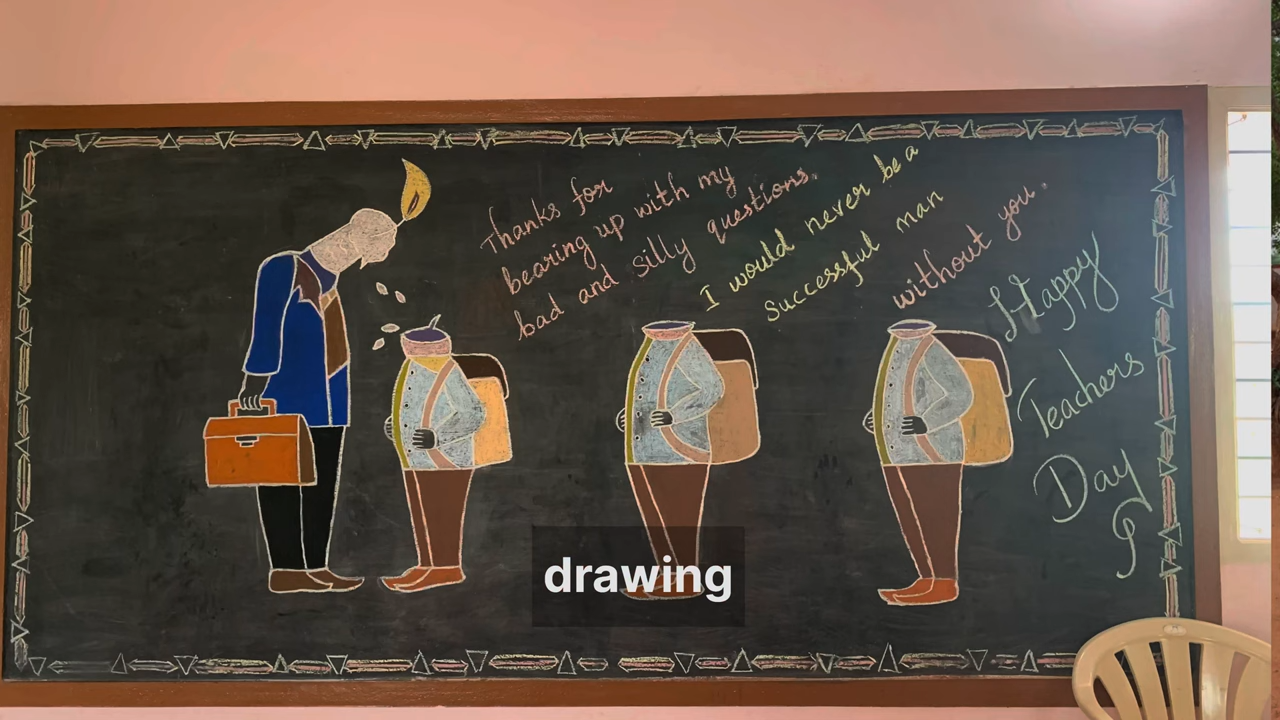 Thanks for
bearing up with my
bad and silly questions.
I would never be a
successful man
without you.
Happy
Teachers
Day
drawing